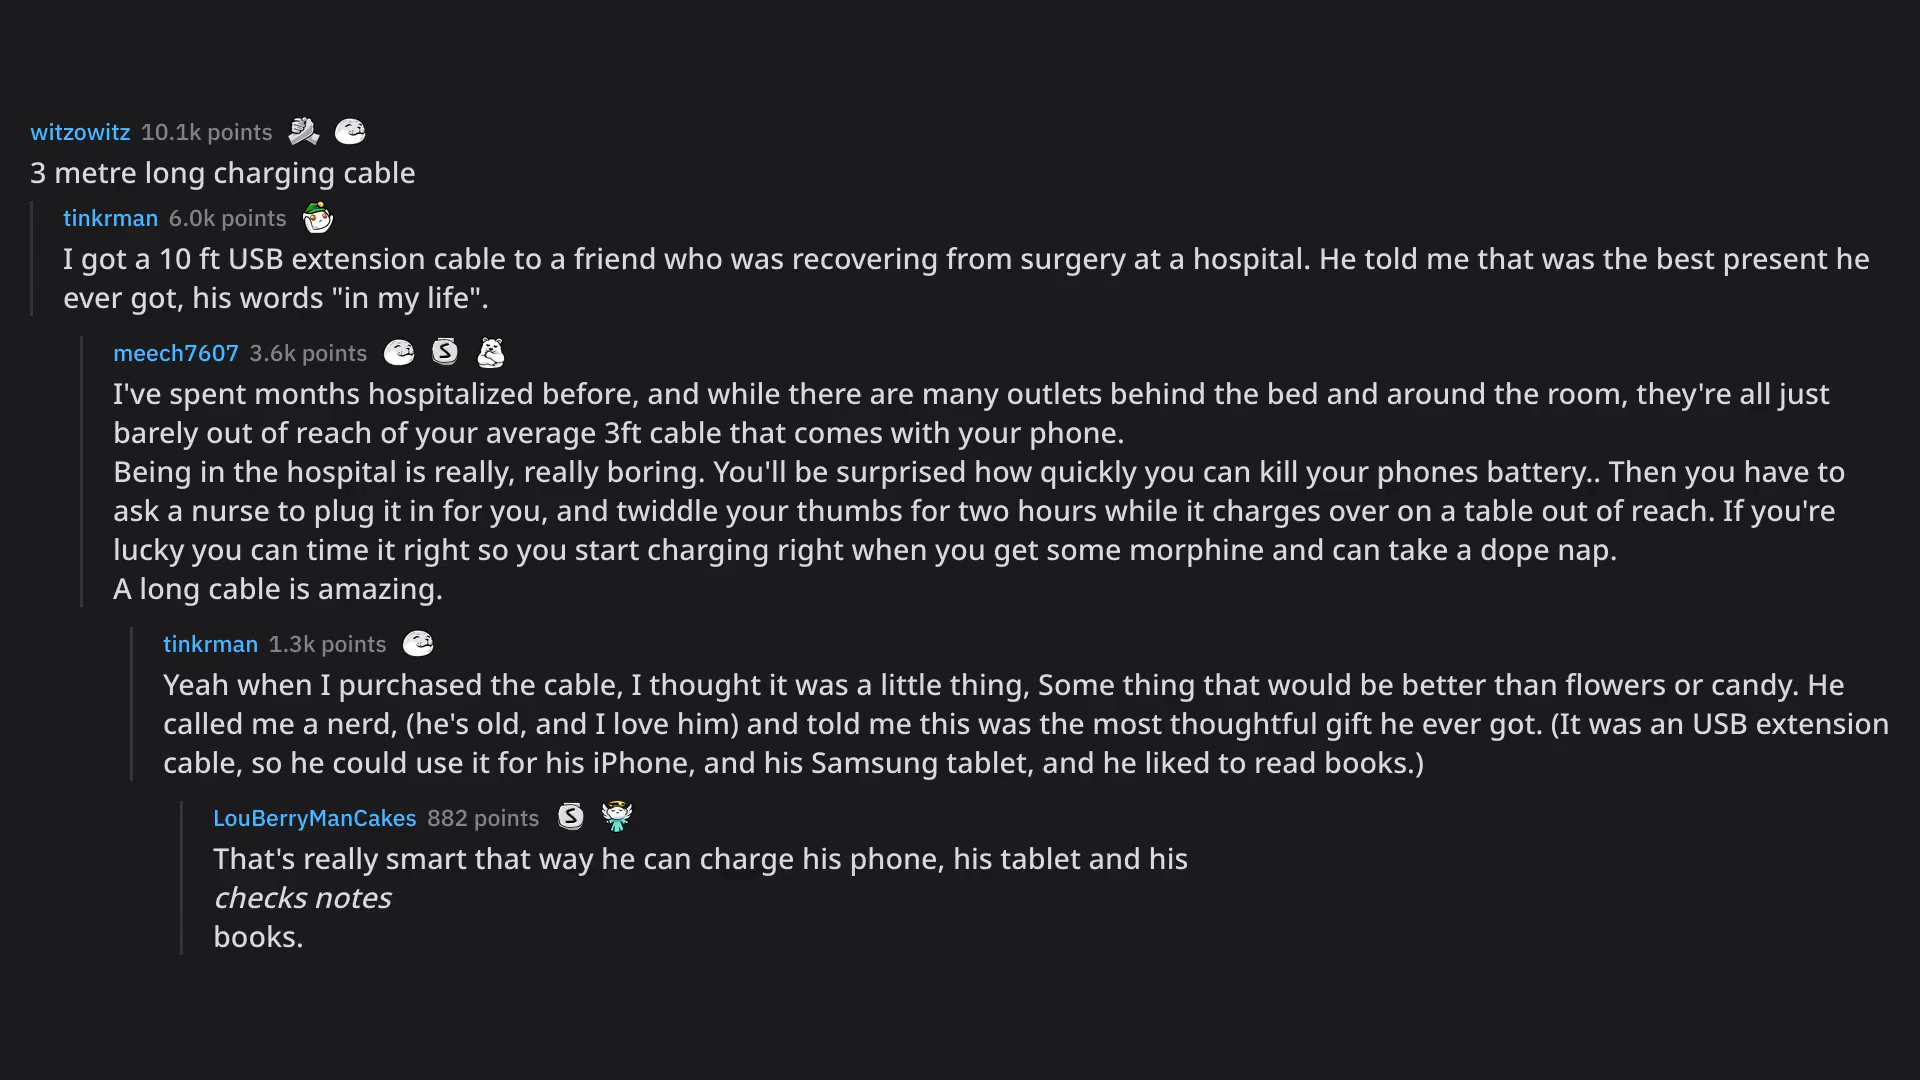 witzowitz 10.1k points
3 metre long charging cable
tinkrman 6.0k points
I got a 10 ft USB extension cable to a friend who was recovering from surgery at a hospital. He told me that was the best present he
ever got, his words "in my life".
meech7607 3.6k points
I've spent months hospitalized before, and while there are many outlets behind the bed and around the room, they're all just
barely out of reach of your average 3ft cable that comes with your phone.
Being in the hospital is really, really boring. You'll be surprised how quickly you can kill your phones battery.. Then you have to
ask a nurse to plug it in for you, and twiddle your thumbs for two hours while it charges over on a table out of reach. If you're
lucky you can time it right so you start charging right when you get some morphine and can take a dope nap.
A long cable is amazing.
tinkrman 1.3k points
Yeah when I purchased the cable, I thought it was a little thing, Some thing that would be better than flowers or candy. He
called me a nerd, (he's old, and I love him) and told me this was the most thoughtful gift he ever got. (It was an USB extension
cable, so he could use it for his iPhone, and his Samsung tablet, and he liked to read books.)
LouBerryManCakes 882 points
That's really smart that way he can charge his phone, his tablet and his
checks notes
books.